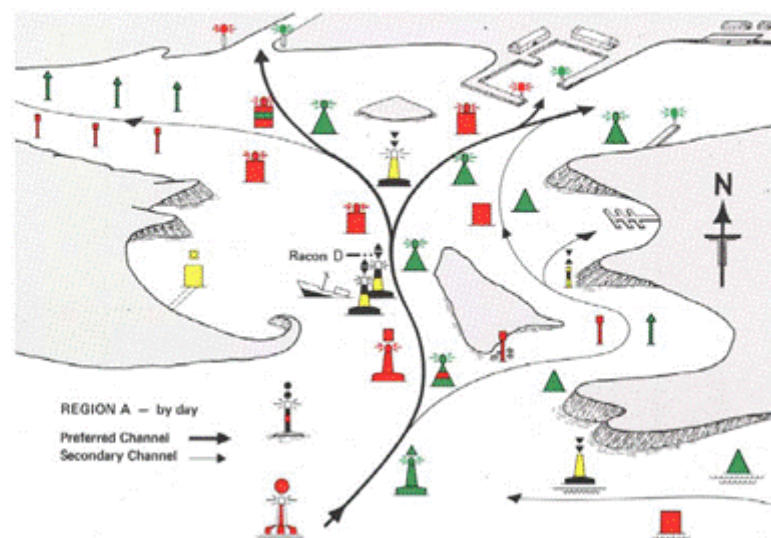 N
Racon D
REGION A – by day
Preferred Channel
Secondary Channel